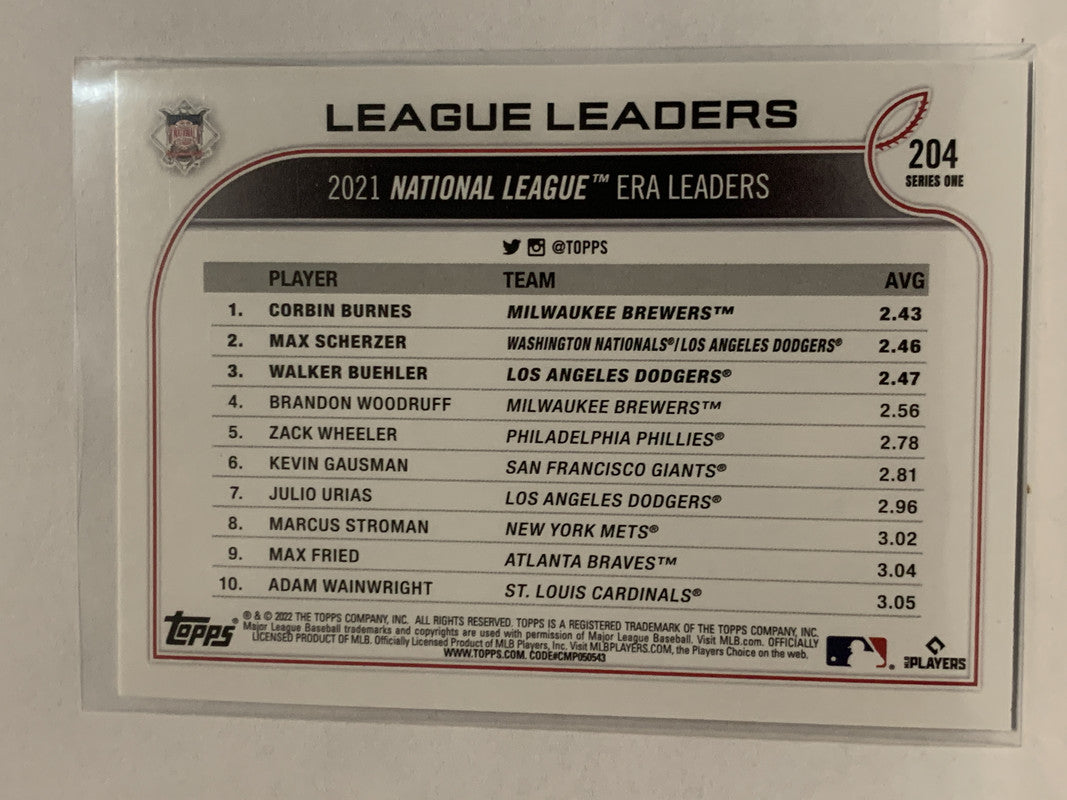 LEAGUE LEADERS
NATIONAL LEAGUE
204
SERIES ONE
2021 NATIONAL LEAGUE™ ERA LEADERS
@TOPPS
PLAYER TEAM AVG
1. CORBIN BURNES MILWAUKEE BREWERS™ 2.43
2. MAX SCHERZER WASHINGTON NATIONALS®/LOS ANGELES DODGERS® 2.46
3. WALKER BUEHLER LOS ANGELES DODGERS® 2.47
4. BRANDON WOODRUFF MILWAUKEE BREWERS™ 2.56
5. ZACK WHEELER PHILADELPHIA PHILLIES® 2.78
6. KEVIN GAUSMAN SAN FRANCISCO GIANTS® 2.81
7. JULIO URIAS LOS ANGELES DODGERS® 2.96
8. MARCUS STROMAN NEW YORK METS® 3.02
9. MAX FRIED ATLANTA BRAVES™ 3.04
10. ADAM WAINWRIGHT ST. LOUIS CARDINALS® 3.05
Topps®
® & © 2022 THE TOPPS COMPANY, INC. ALL RIGHTS RESERVED. TOPPS IS A REGISTERED TRADEMARK OF THE TOPPS COMPANY, INC.
Major League Baseball trademarks and copyrights are used with permission of Major League Baseball. Visit MLB.com. OFFICIALLY
LICENSED PRODUCT OF MLB. Officially Licensed Product of MLB Players, Inc. Visit MLBPLAYERS.COM, the Players Choice on the web.
WWW.TOPPS.COM. CODE#CMP050543
MLB PLAYERS